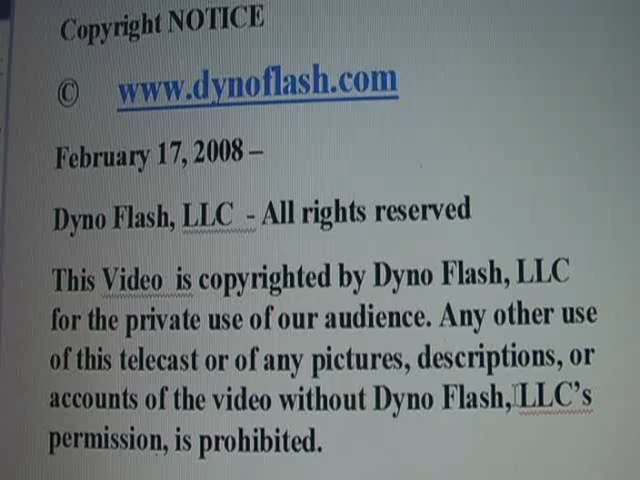 Copyright NOTICE
© www.dynoflash.com
February 17, 2008 –
Dyno Flash, LLC - All rights reserved
This Video is copyrighted by Dyno Flash, LLC
for the private use of our audience. Any other use
of this telecast or of any pictures, descriptions, or
accounts of the video without Dyno Flash, LLC's
permission, is prohibited.